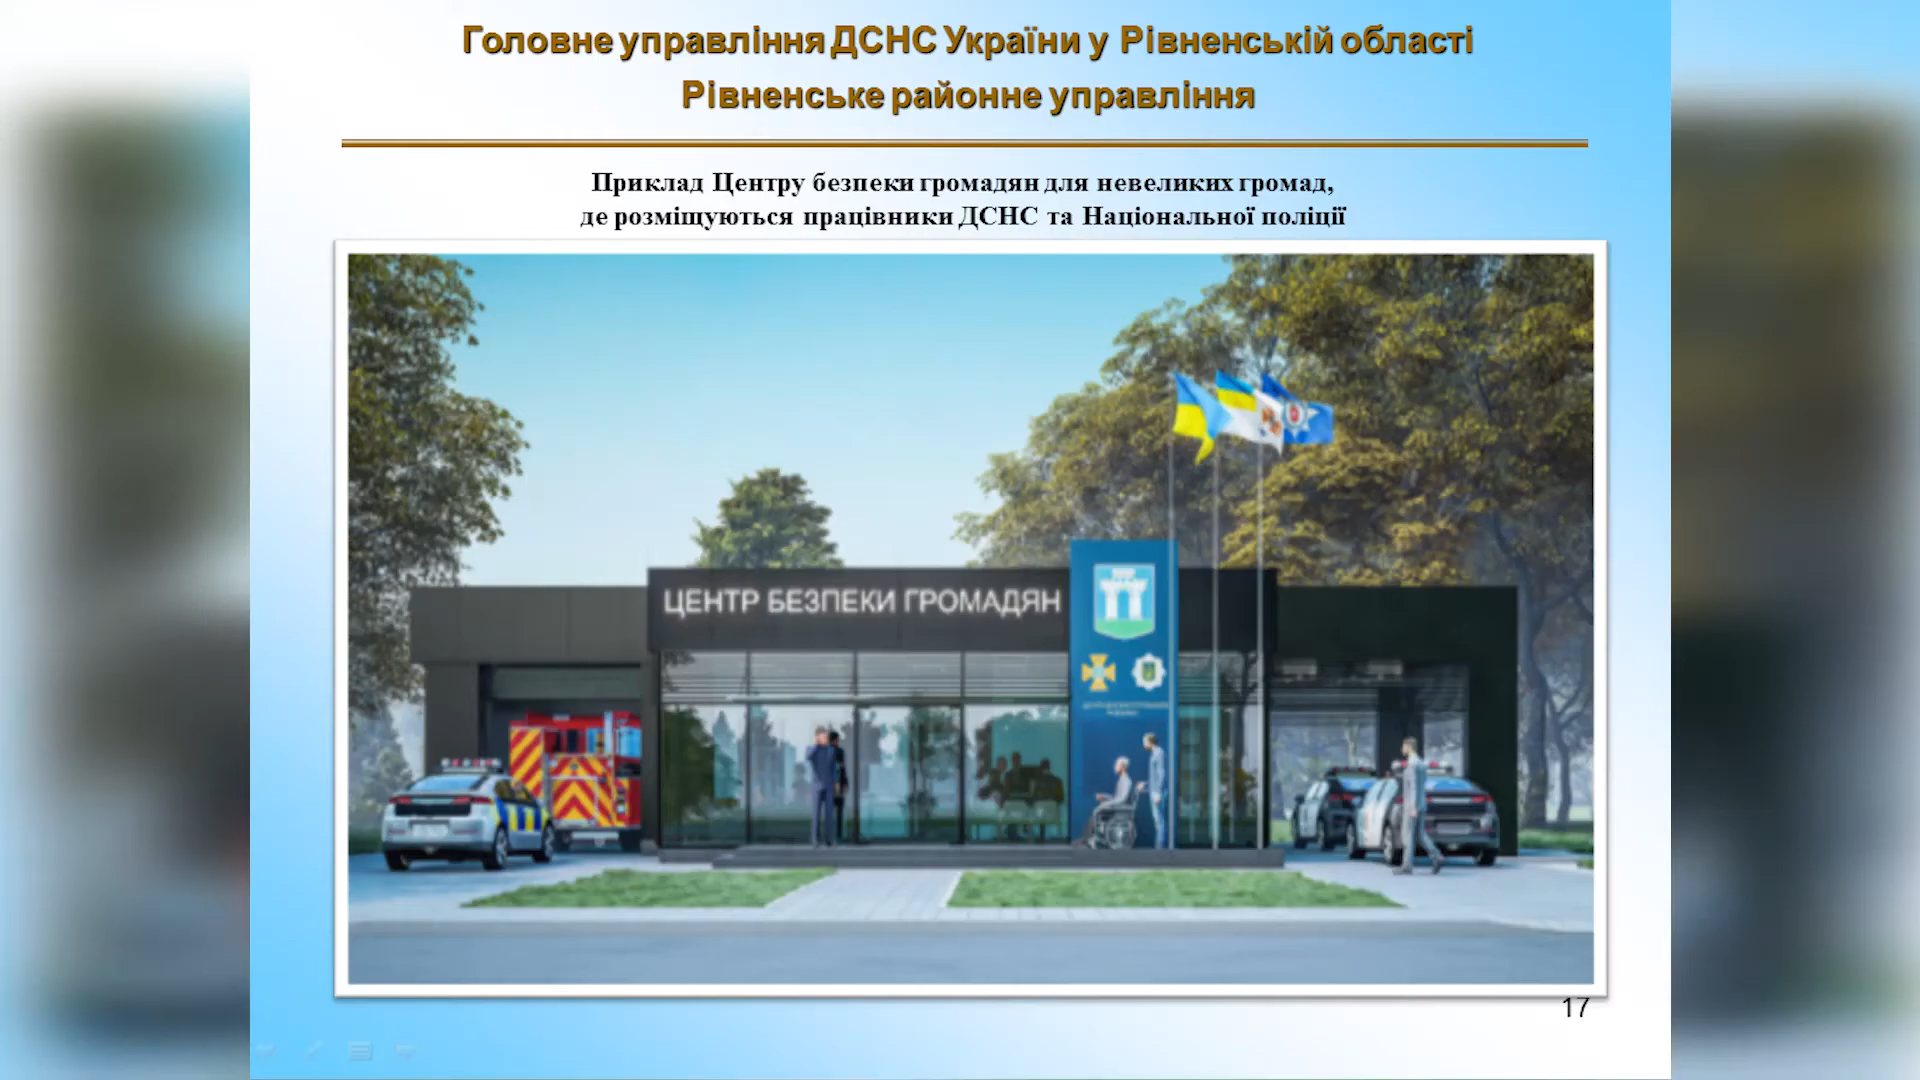 Головне управління ДСНС України у Рівненській області
Рівненське районне управління
Приклад Центру безпеки громадян для невеликих громад,
де розміщуються працівники ДСНС та Національної поліції
ЦЕНТР БЕЗПЕКИ ГРОМАДЯН
17